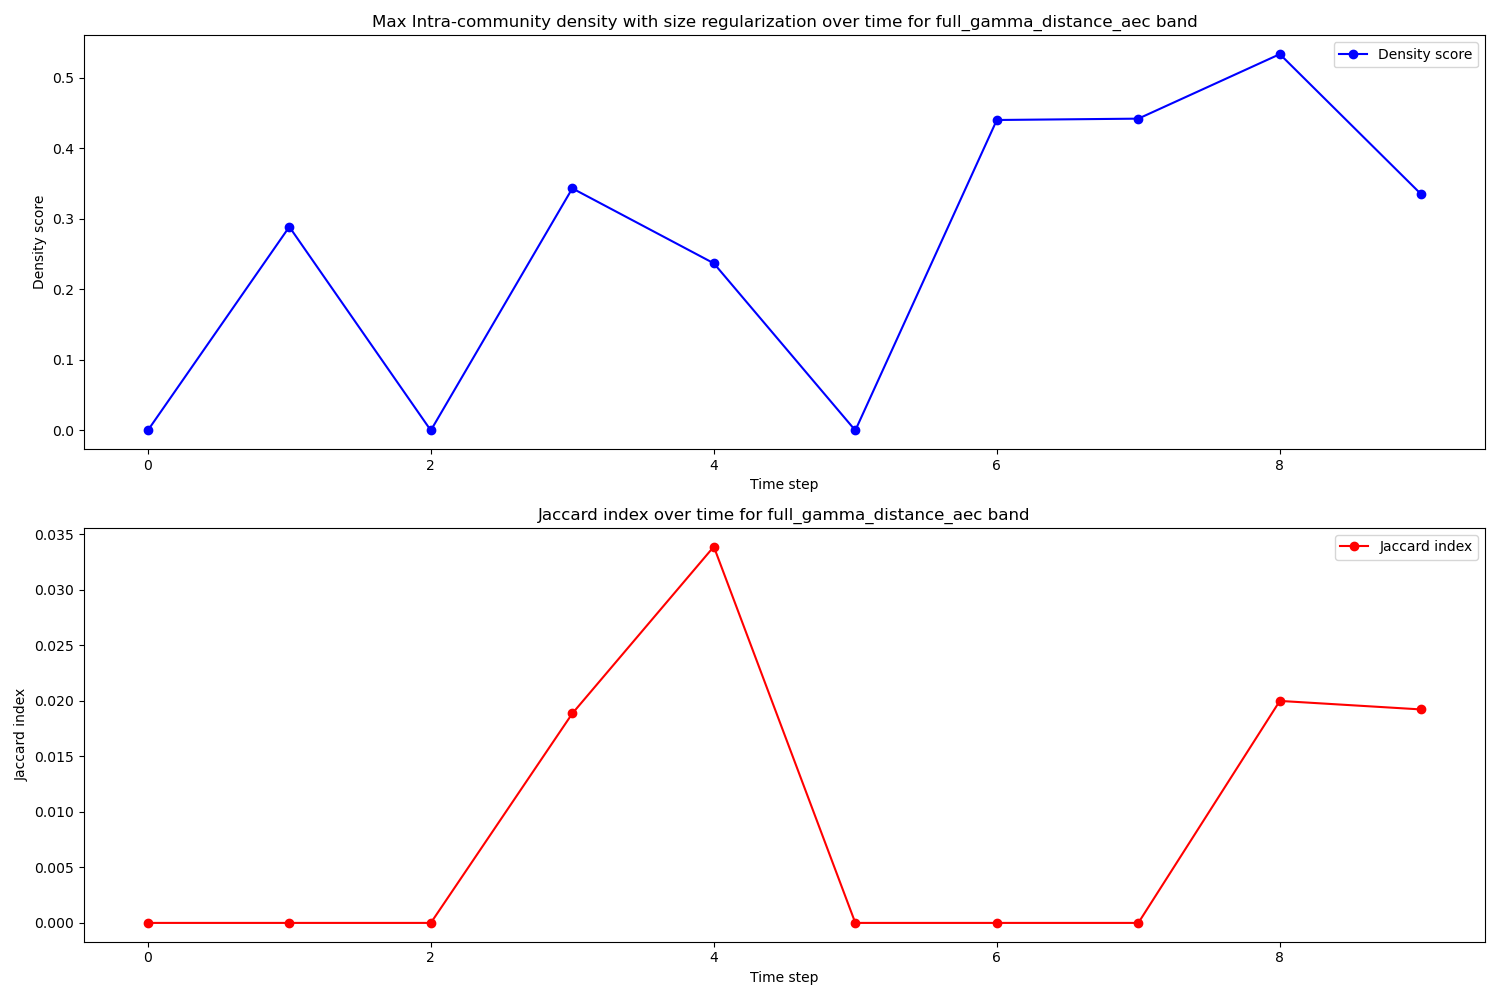 Max Intra-community density with size regularization over time for full_gamma_distance_aec band
Density score
0.5
0.4
0.3
0.2
0.1
0.0
Density score
0 2 4 6 8
Time step
Jaccard index over time for full_gamma_distance_aec band
Jaccard index
0.035
0.030
0.025
0.020
0.015
0.010
0.005
0.000
Jaccard index
0 2 4 6 8
Time step